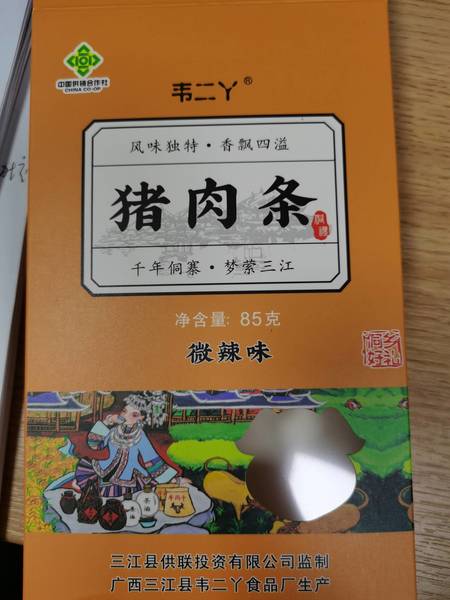 中国供销合作社
CHINA CO-OP
韦二丫®
风味独特·香飘四溢
猪肉条
千年侗寨·梦萦三江
净含量: 85克
微辣味
三江县供联投资有限公司监制
广西三江县韦二丫食品厂生产